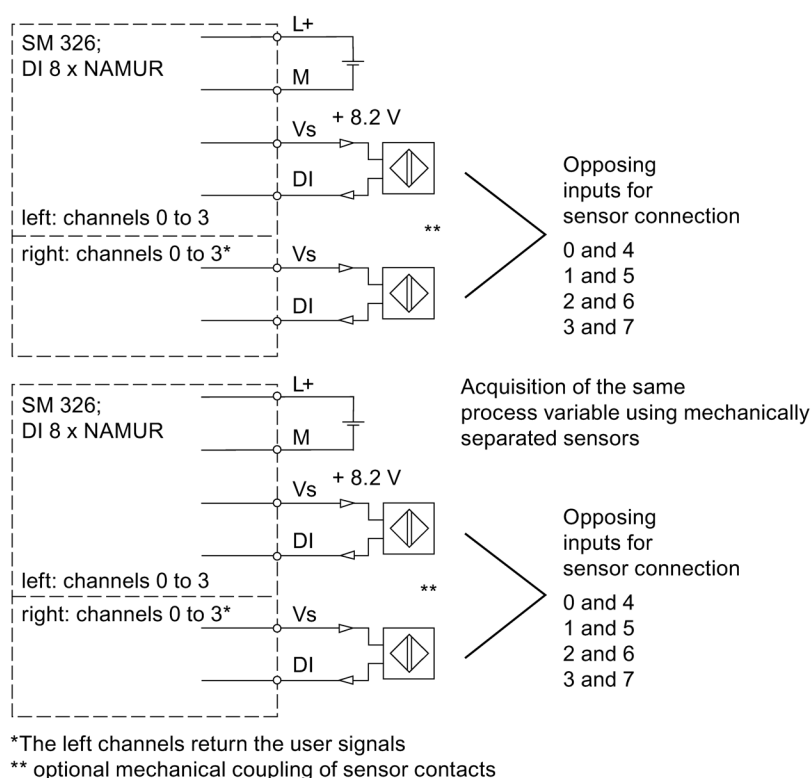 L+
SM 326;
DI 8 x NAMUR
M
+ 8.2 V
Vs
DI
left: channels 0 to 3
**
right: channels 0 to 3*
Vs
DI
Opposing
inputs for
sensor connection
0 and 4
1 and 5
2 and 6
3 and 7
L+
SM 326;
DI 8 x NAMUR
M
Acquisition of the same
process variable using mechanically
separated sensors
+ 8.2 V
Vs
DI
left: channels 0 to 3
**
right: channels 0 to 3*
Vs
DI
Opposing
inputs for
sensor connection
0 and 4
1 and 5
2 and 6
3 and 7
*The left channels return the user signals
** optional mechanical coupling of sensor contacts